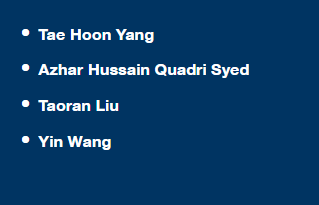 • Tae Hoon Yang
• Azhar Hussain Quadri Syed
• Taoran Liu
• Yin Wang